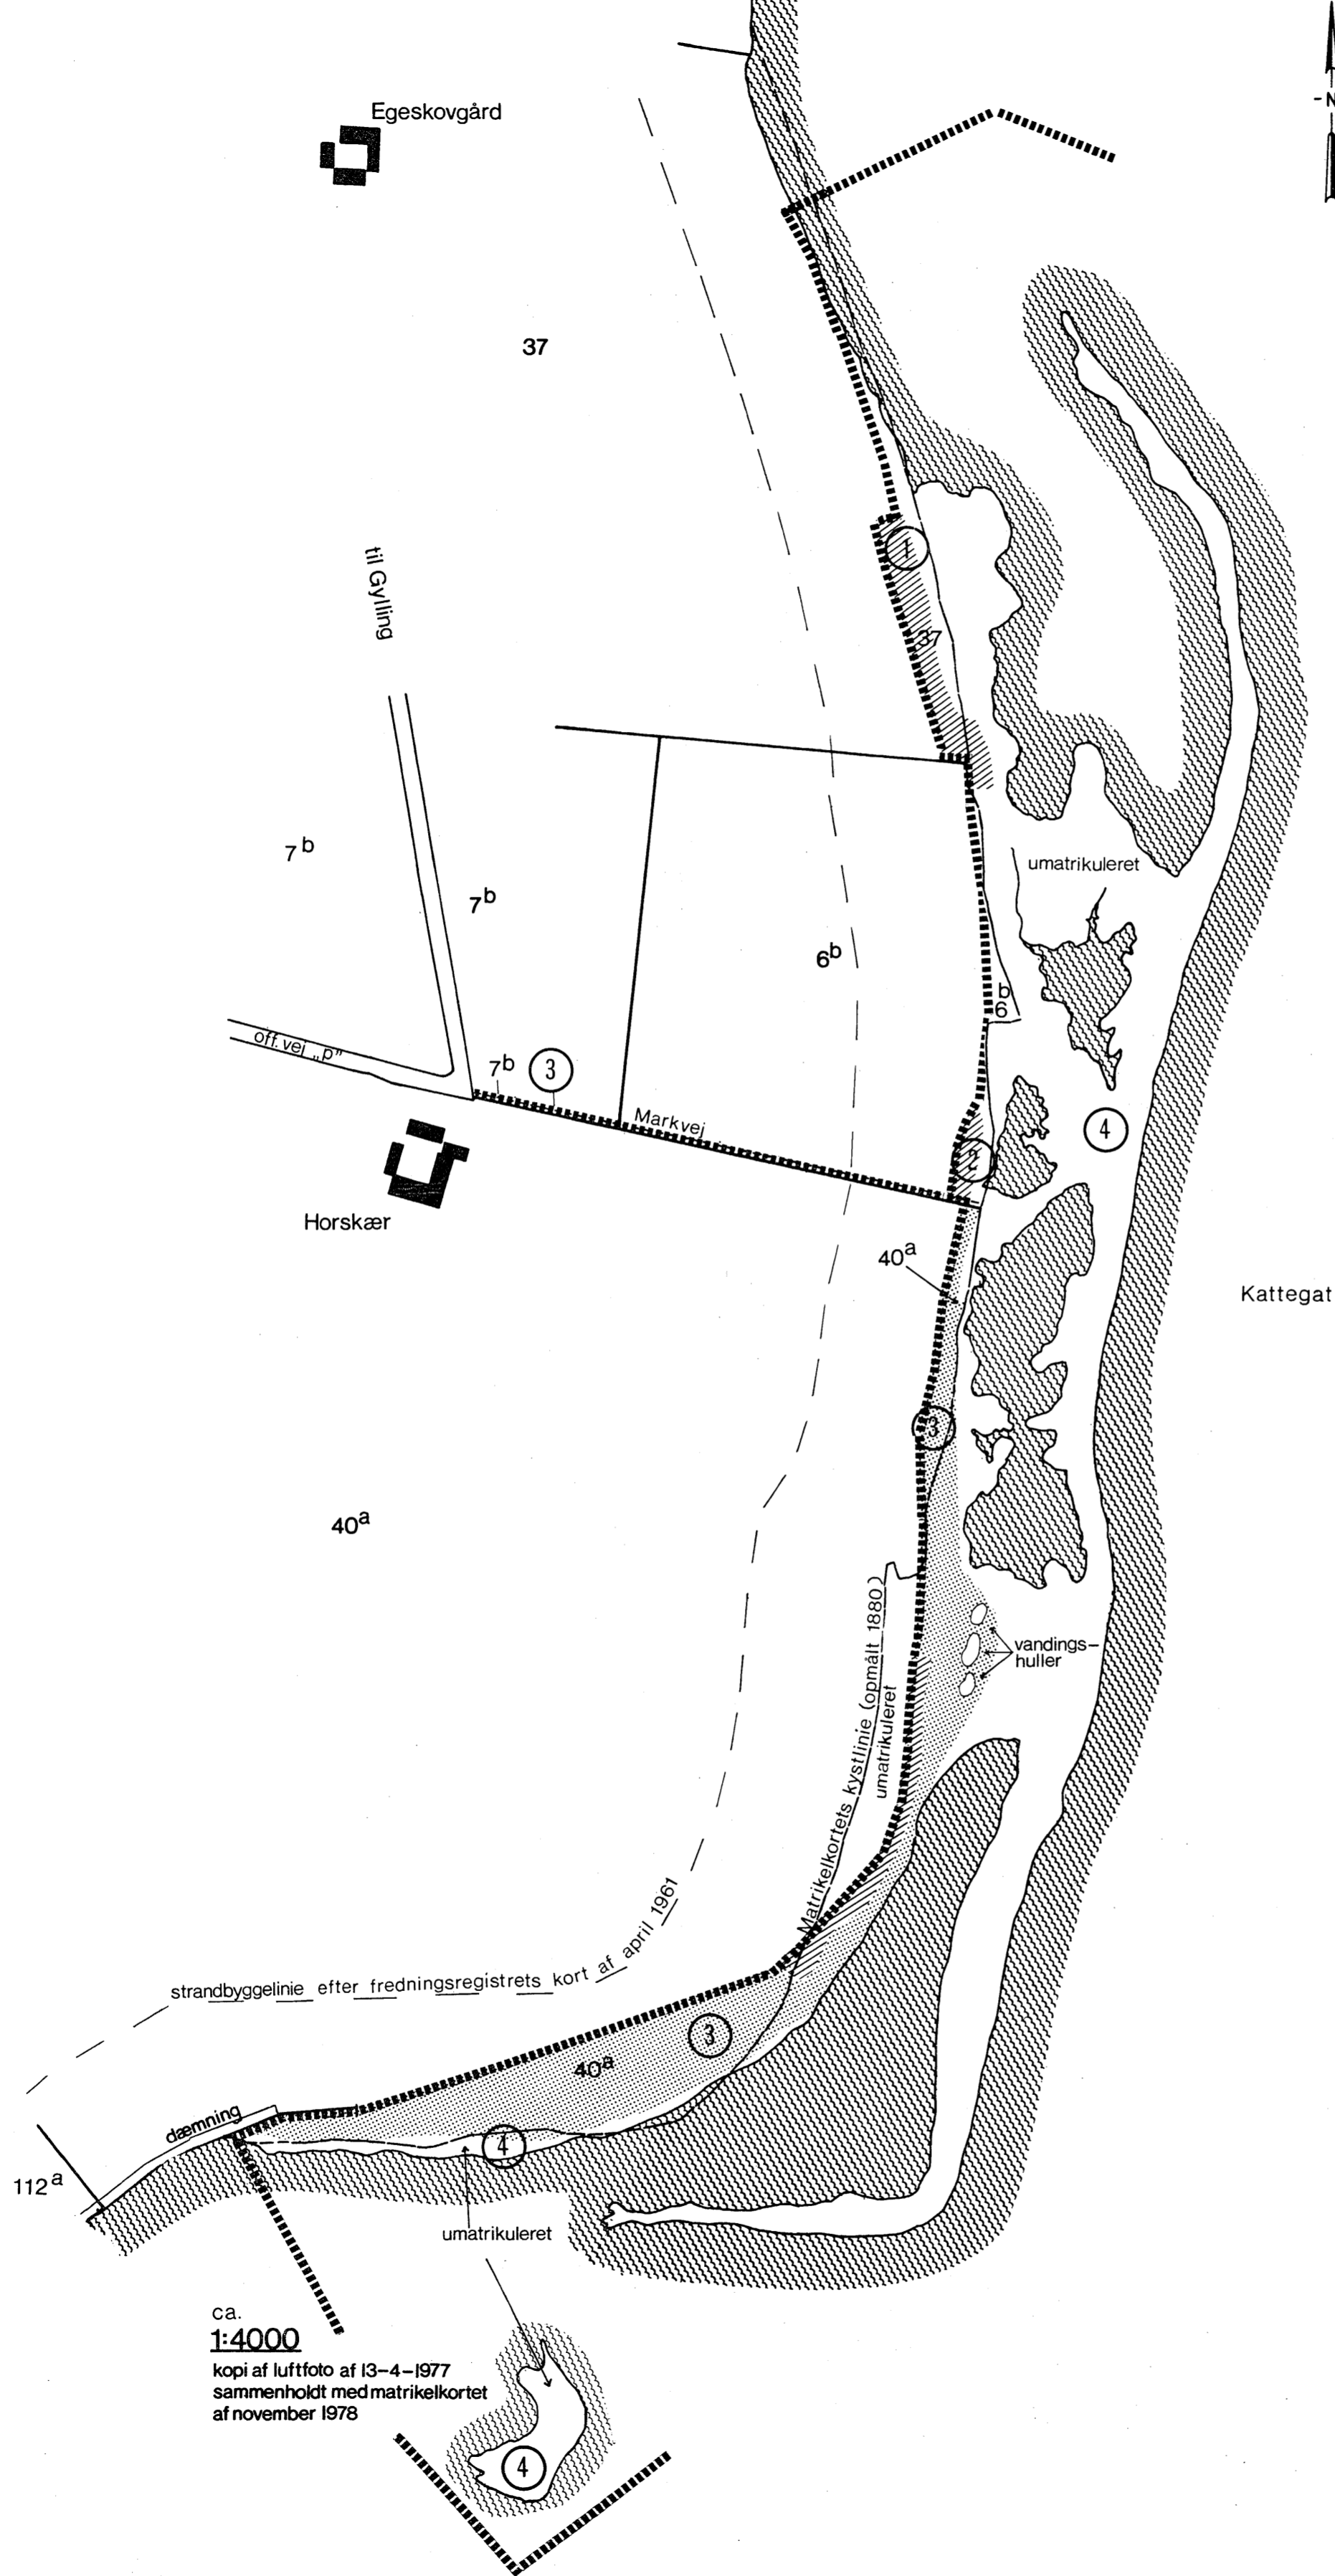 Egeskovgård
- N
37
til Gylling
1
37
7b
umatrikuleret
7b
6b
b
6
off. vej „p”
7b
3
Markvej
4
2
Horskær
40a
Kattegat
3
40a
Matrikelkortets kystlinie (opmålt 1880)
umatrikuleret
vandings-
huller
strandbyggelinie efter fredningsregistrets kort af april 1961
3
40a
dæmning
4
112a
umatrikuleret
ca.
1:4000
kopi af luftfoto af 13-4-1977
sammenholdt med matrikelkortet
af november 1978
4